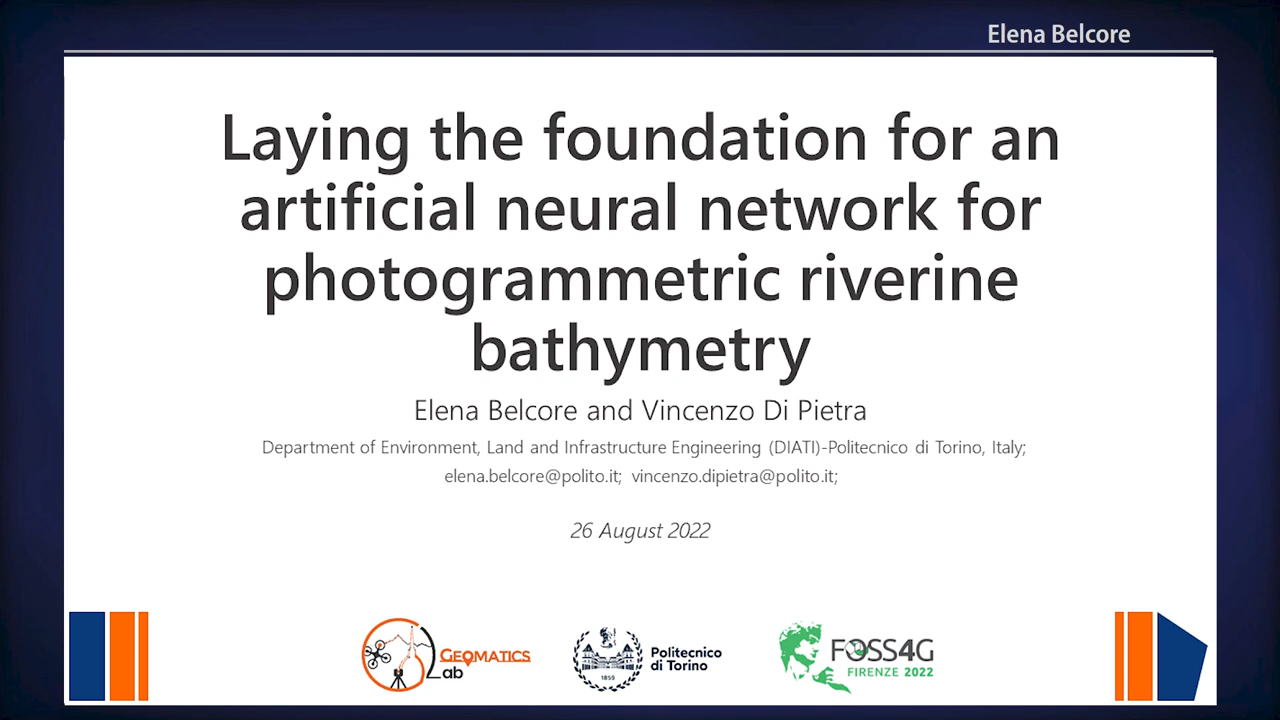 Elena Belcore
Laying the foundation for an
artificial neural network for
photogrammetric riverine
bathymetry
Elena Belcore and Vincenzo Di Pietra
Department of Environment, Land and Infrastructure Engineering (DIATI)-Politecnico di Torino, Italy;
elena.belcore@polito.it; vincenzo.dipietra@polito.it;
26 August 2022
GEOMATICS
Lab
1859
Politecnico
di Torino
FOSS4G
FIRENZE 2022